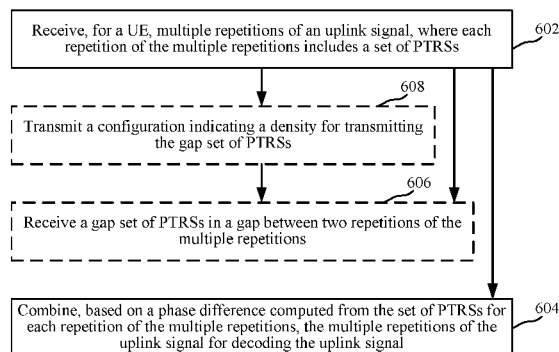 Receive, for a UE, multiple repetitions of an uplink signal, where each
repetition of the multiple repetitions includes a set of PTRSs
602
608
Transmit a configuration indicating a density for transmitting
the gap set of PTRSs
606
Receive a gap set of PTRSs in a gap between two repetitions of the
multiple repetitions
604
Combine, based on a phase difference computed from the set of PTRSs for
each repetition of the multiple repetitions, the multiple repetitions of the
uplink signal for decoding the uplink signal